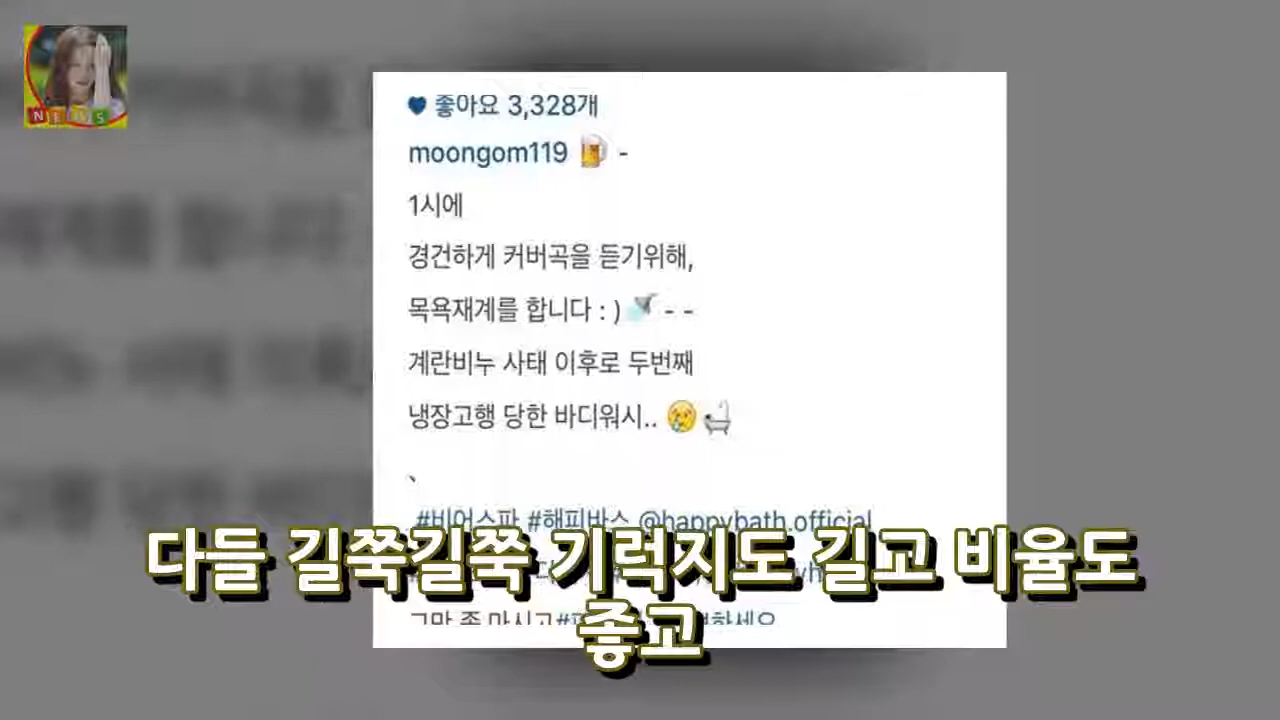 NEWS
좋아요 3,328개
moongom119 🍺 -
1시에
경건하게 커버곡을 듣기위해,
목욕재계를 합니다 : ) 🚿 - -
계란비누 사태 이후로 두번째
냉장고행 당한 바디워시.. 😢🛁
、
#비어스파 #해피바스 @happybath.official
다들 길쭉길쭉 기럭지도 길고 비율도
좋고